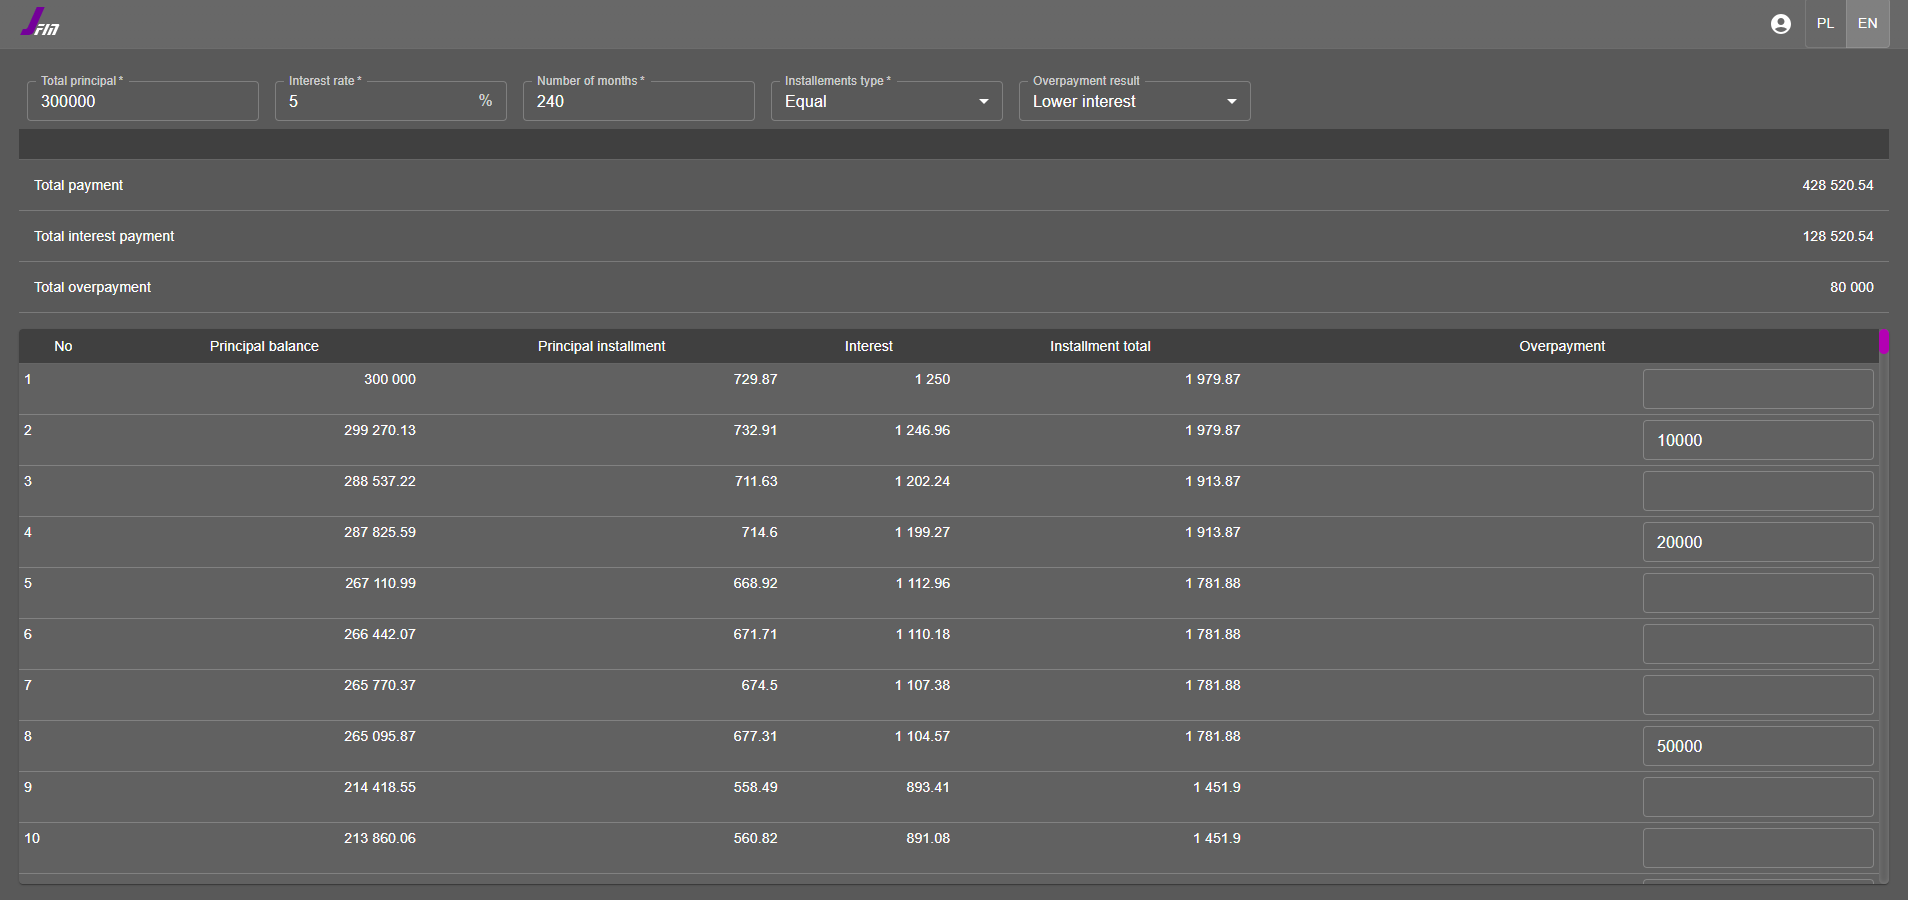 JFIN
PL
EN
Total principal *
300000
Interest rate *
5 %
Number of months *
240
Installements type *
Equal
Overpayment result
Lower interest
Total payment 428 520.54
Total interest payment 128 520.54
Total overpayment 80 000
No Principal balance Principal installment Interest Installment total Overpayment
1 300 000 729.87 1 250 1 979.87
2 299 270.13 732.91 1 246.96 1 979.87 10000
3 288 537.22 711.63 1 202.24 1 913.87
4 287 825.59 714.6 1 199.27 1 913.87 20000
5 267 110.99 668.92 1 112.96 1 781.88
6 266 442.07 671.71 1 110.18 1 781.88
7 265 770.37 674.5 1 107.38 1 781.88
8 265 095.87 677.31 1 104.57 1 781.88 50000
9 214 418.55 558.49 893.41 1 451.9
10 213 860.06 560.82 891.08 1 451.9